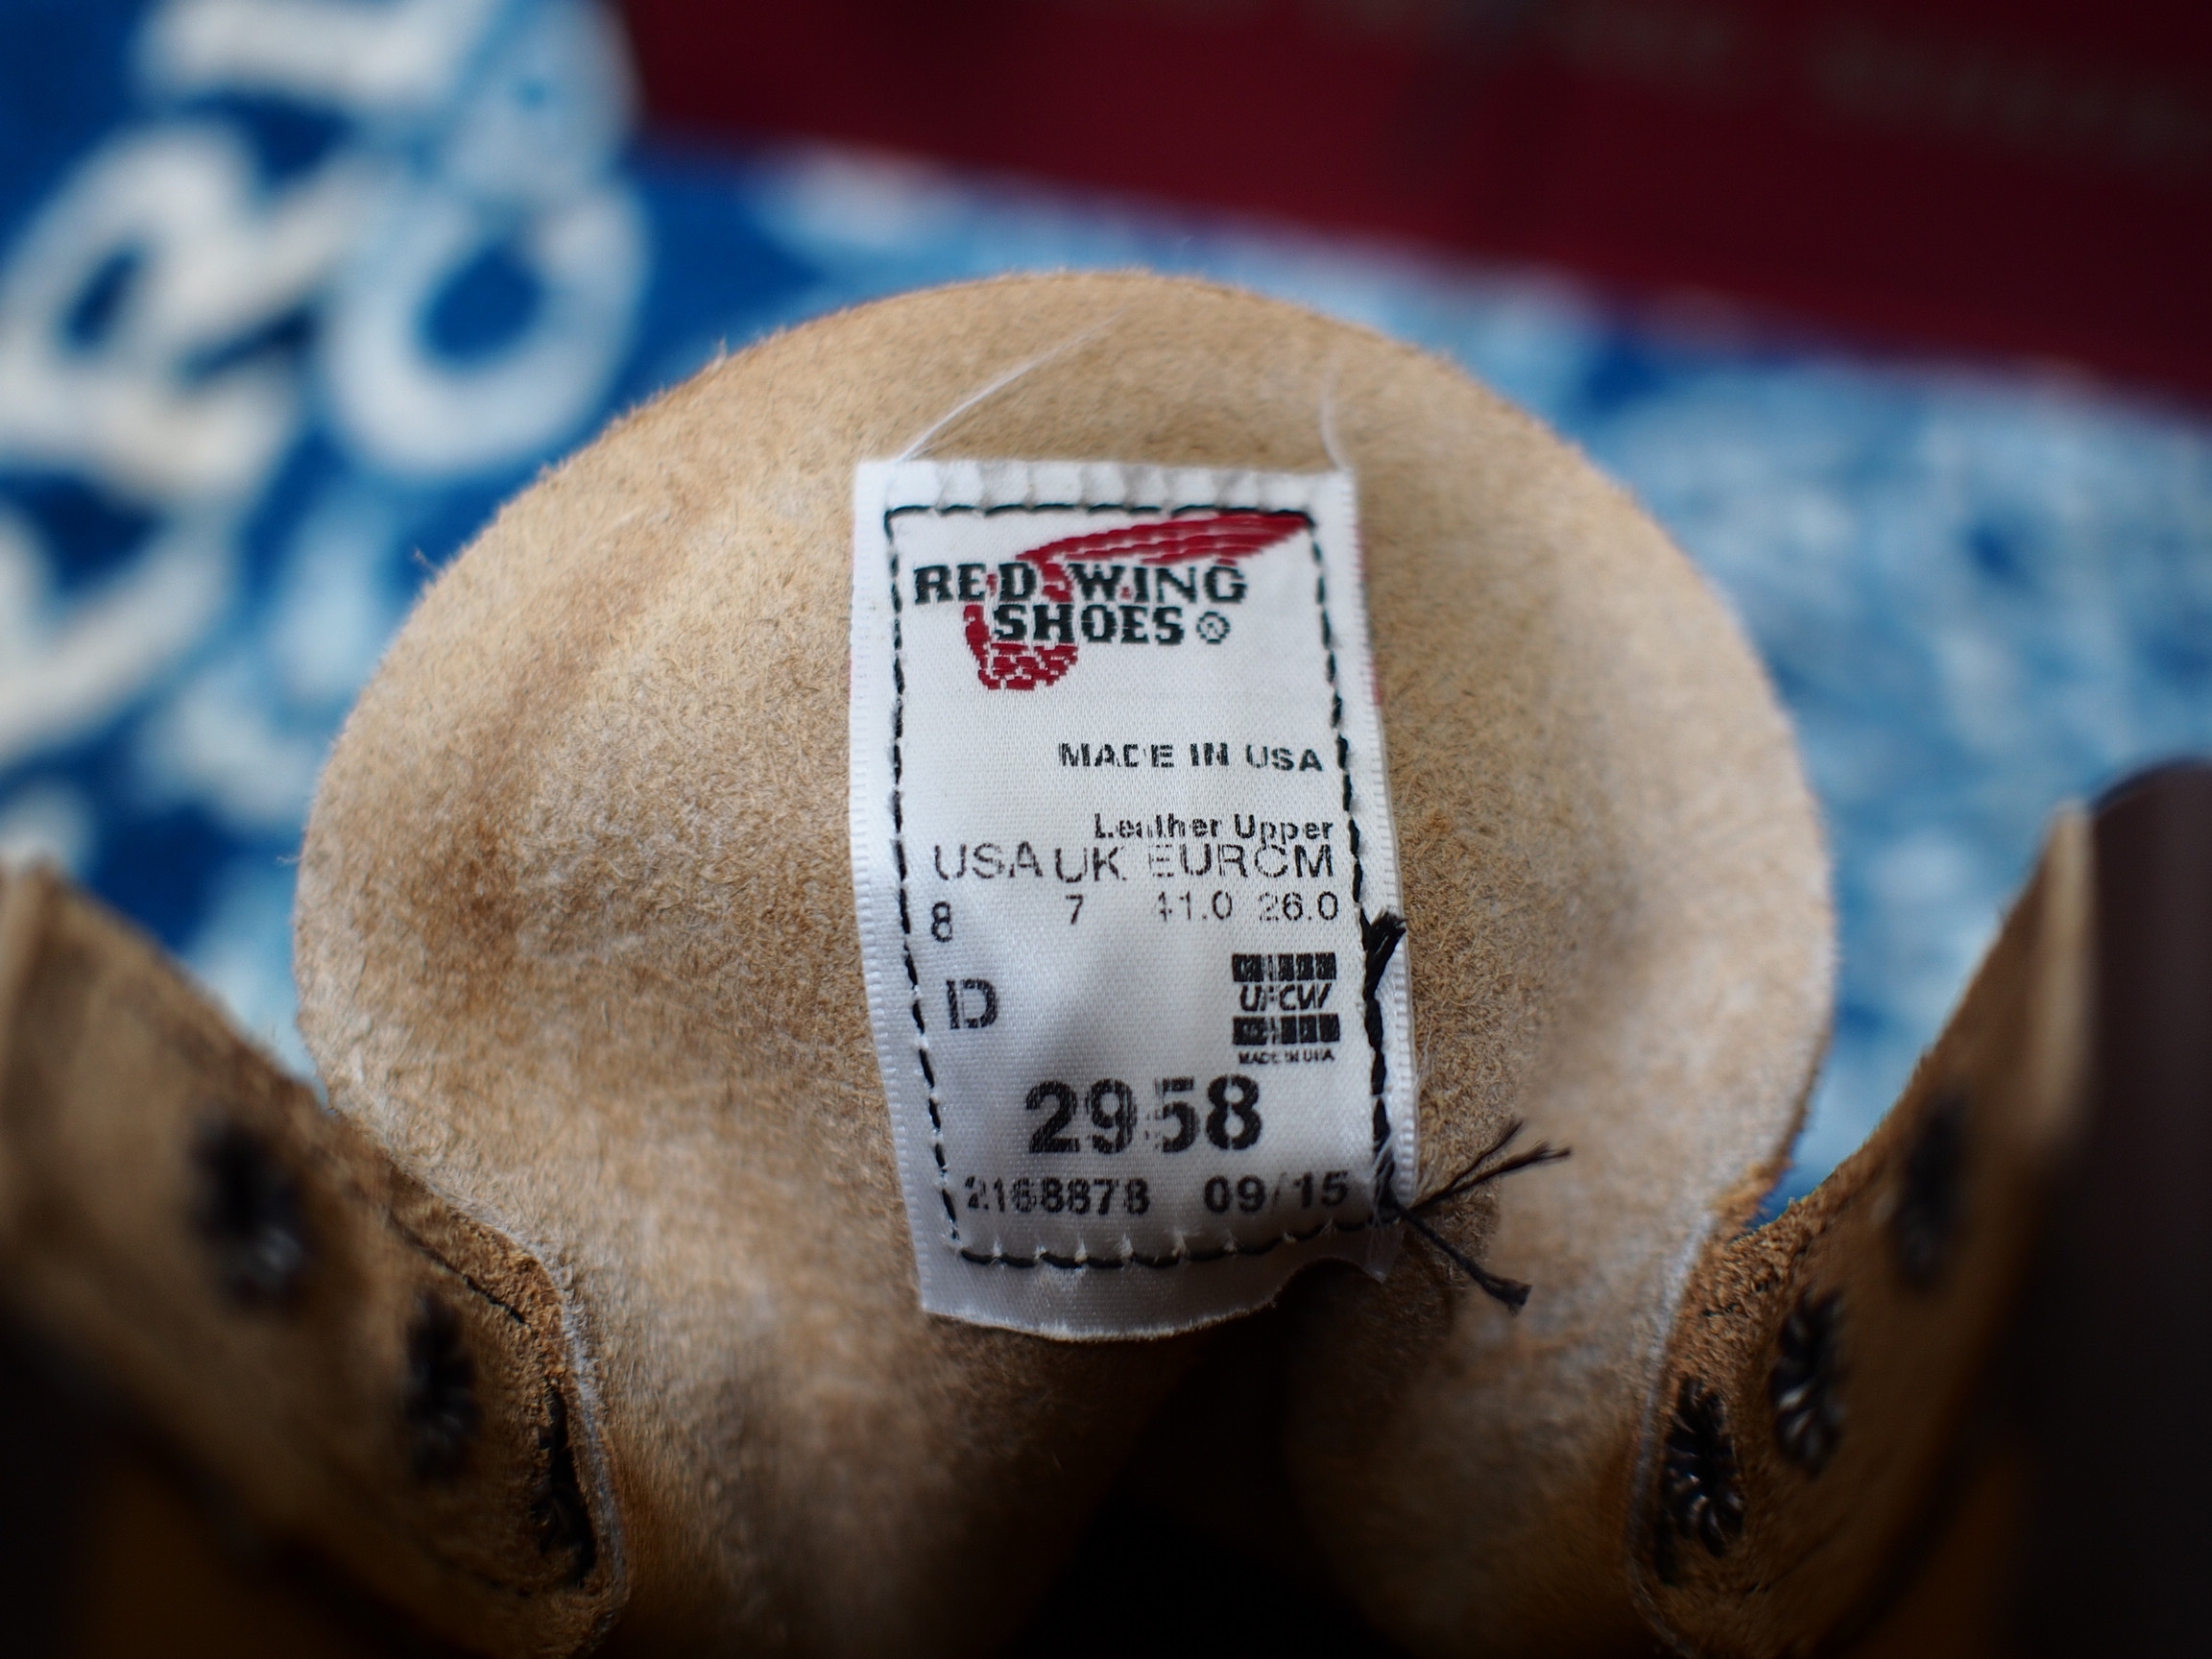 RED WING
SHOES®
MADE IN USA
Leather Upper
USA UK EUR CM
8 7 41.0 26.0
D
UFCW
MADE IN USA
2958
2168878 09/15